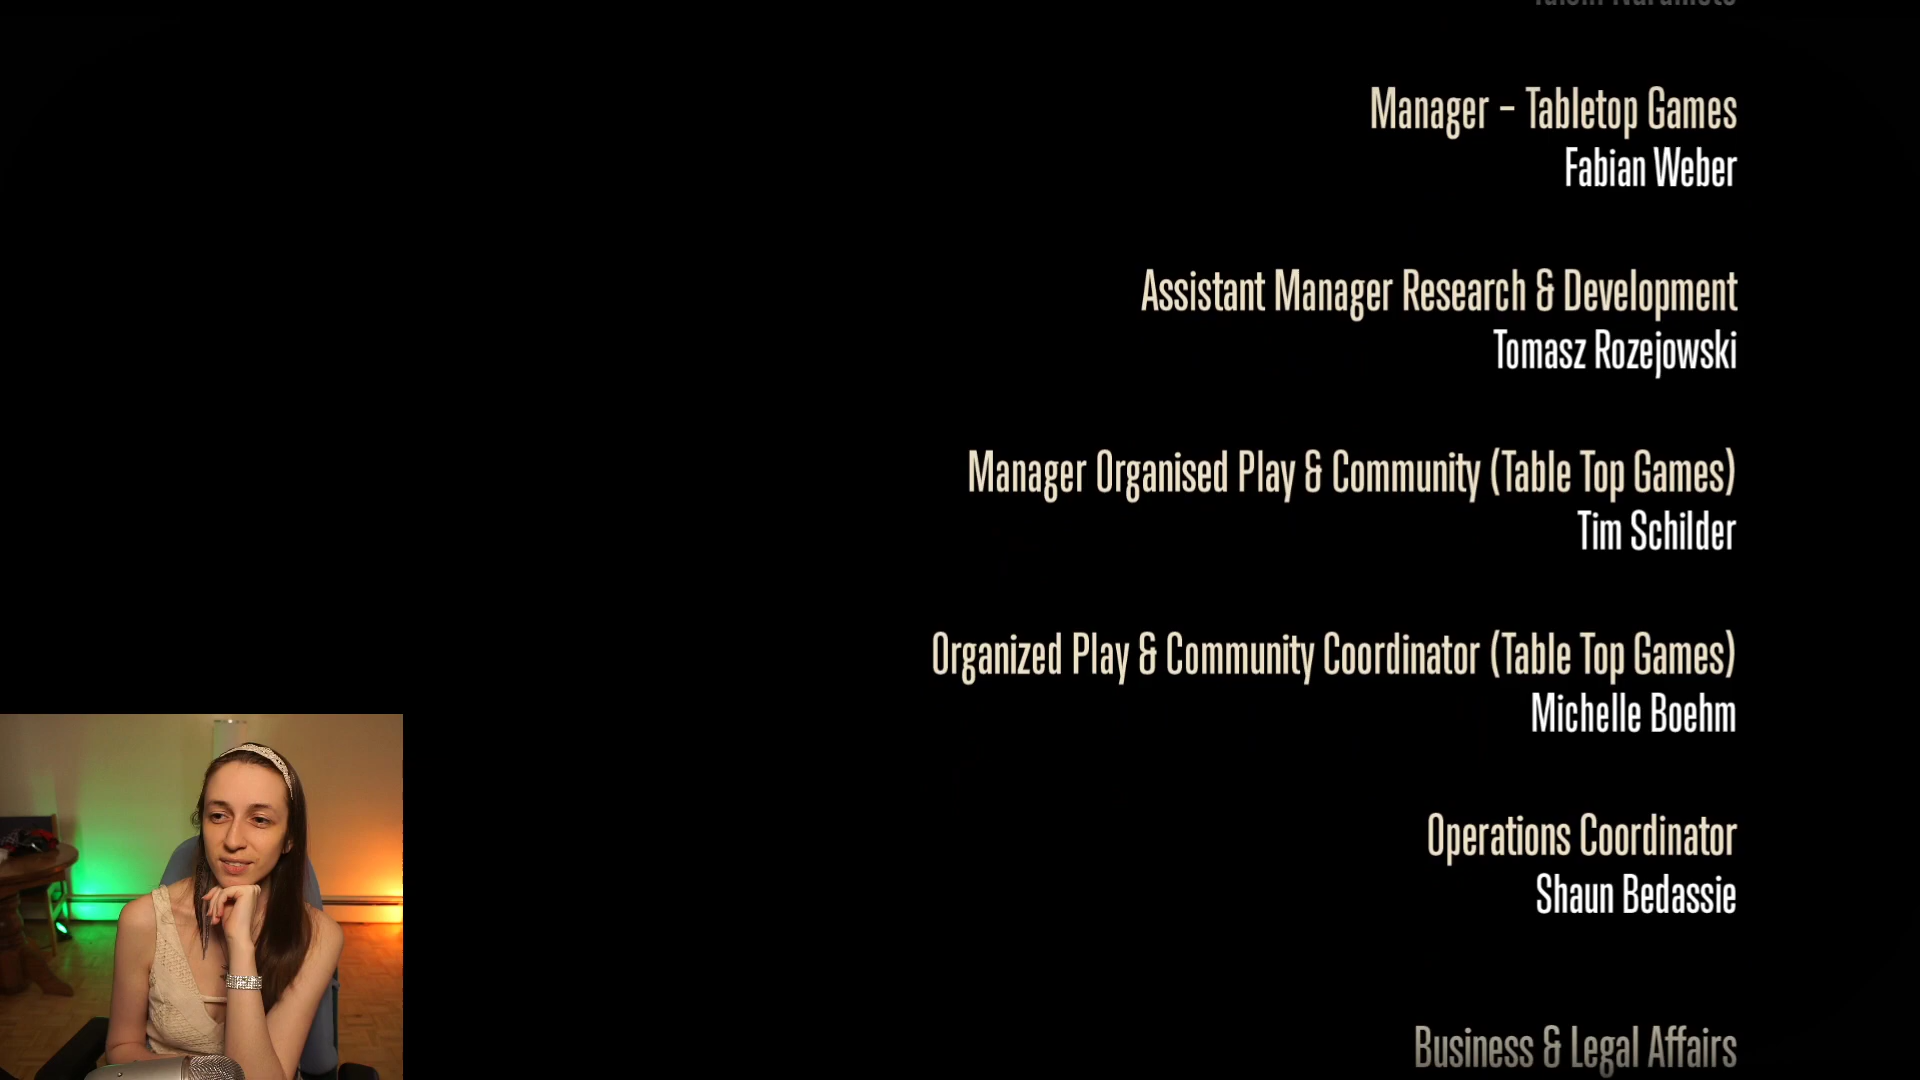 Manager – Tabletop Games
Fabian Weber
Assistant Manager Research & Development
Tomasz Rozejowski
Manager Organised Play & Community (Table Top Games)
Tim Schilder
Organized Play & Community Coordinator (Table Top Games)
Michelle Boehm
Operations Coordinator
Shaun Bedassie
Business & Legal Affairs